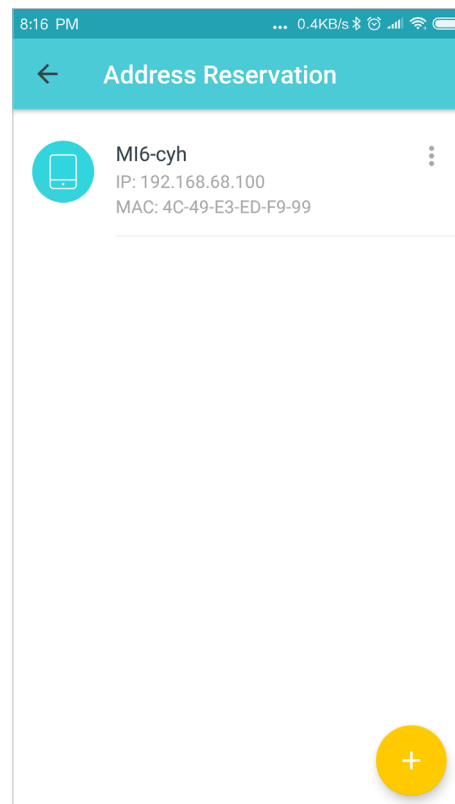 8:16 PM ... 0.4KB/s
Address Reservation
MI6-cyh
IP: 192.168.68.100
MAC: 4C-49-E3-ED-F9-99